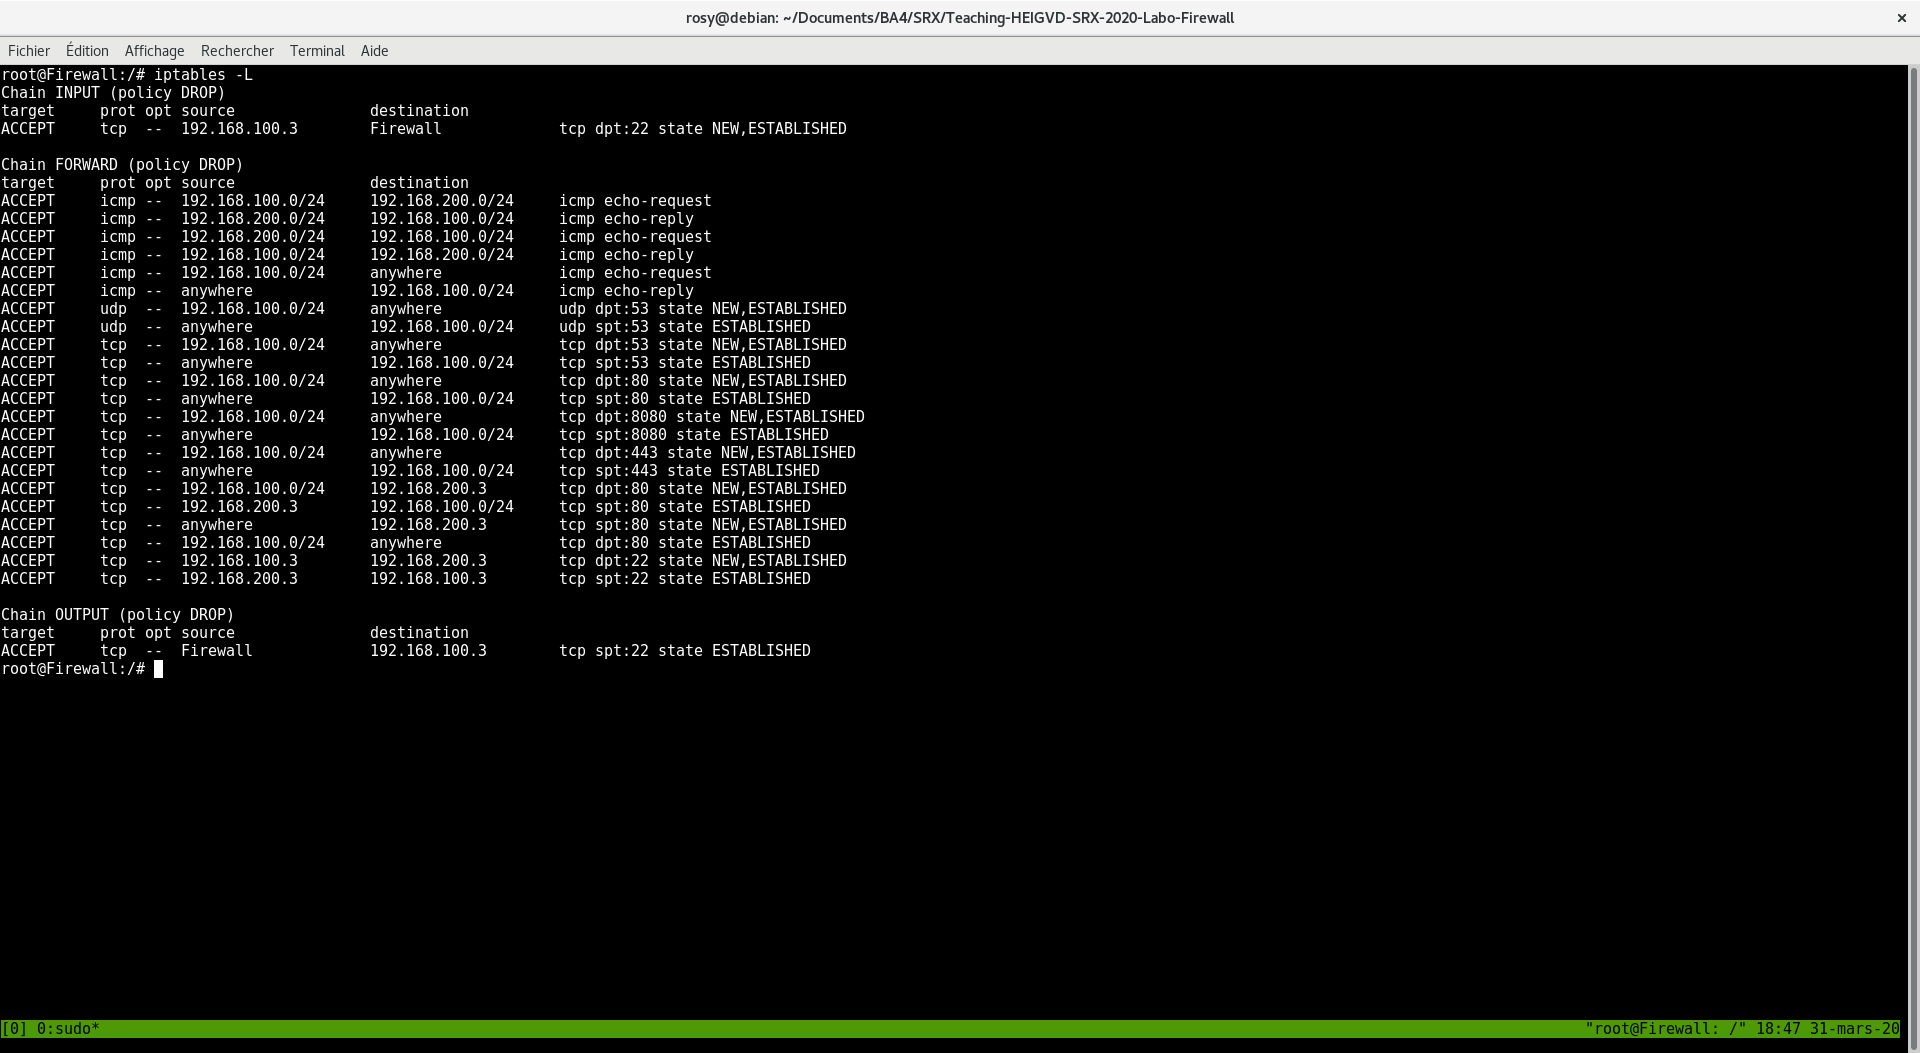 rosy@debian: ~/Documents/BA4/SRX/Teaching-HEIGVD-SRX-2020-Labo-Firewall ×
Fichier Édition Affichage Rechercher Terminal Aide
root@Firewall:/# iptables -L
Chain INPUT (policy DROP)
target     prot opt source               destination
ACCEPT     tcp  --  192.168.100.3        Firewall             tcp dpt:22 state NEW,ESTABLISHED

Chain FORWARD (policy DROP)
target     prot opt source               destination
ACCEPT     icmp --  192.168.100.0/24     192.168.200.0/24     icmp echo-request
ACCEPT     icmp --  192.168.200.0/24     192.168.100.0/24     icmp echo-reply
ACCEPT     icmp --  192.168.200.0/24     192.168.100.0/24     icmp echo-request
ACCEPT     icmp --  192.168.100.0/24     192.168.200.0/24     icmp echo-reply
ACCEPT     icmp --  192.168.100.0/24     anywhere             icmp echo-request
ACCEPT     icmp --  anywhere             192.168.100.0/24     icmp echo-reply
ACCEPT     udp  --  192.168.100.0/24     anywhere             udp dpt:53 state NEW,ESTABLISHED
ACCEPT     udp  --  anywhere             192.168.100.0/24     udp spt:53 state ESTABLISHED
ACCEPT     tcp  --  192.168.100.0/24     anywhere             tcp dpt:53 state NEW,ESTABLISHED
ACCEPT     tcp  --  anywhere             192.168.100.0/24     tcp spt:53 state ESTABLISHED
ACCEPT     tcp  --  192.168.100.0/24     anywhere             tcp dpt:80 state NEW,ESTABLISHED
ACCEPT     tcp  --  anywhere             192.168.100.0/24     tcp spt:80 state ESTABLISHED
ACCEPT     tcp  --  192.168.100.0/24     anywhere             tcp dpt:8080 state NEW,ESTABLISHED
ACCEPT     tcp  --  anywhere             192.168.100.0/24     tcp spt:8080 state ESTABLISHED
ACCEPT     tcp  --  192.168.100.0/24     anywhere             tcp dpt:443 state NEW,ESTABLISHED
ACCEPT     tcp  --  anywhere             192.168.100.0/24     tcp spt:443 state ESTABLISHED
ACCEPT     tcp  --  192.168.100.0/24     192.168.200.3        tcp dpt:80 state NEW,ESTABLISHED
ACCEPT     tcp  --  192.168.200.3        192.168.100.0/24     tcp spt:80 state ESTABLISHED
ACCEPT     tcp  --  anywhere             192.168.200.3        tcp spt:80 state NEW,ESTABLISHED
ACCEPT     tcp  --  192.168.100.0/24     anywhere             tcp dpt:80 state ESTABLISHED
ACCEPT     tcp  --  192.168.100.3        192.168.200.3        tcp dpt:22 state NEW,ESTABLISHED
ACCEPT     tcp  --  192.168.200.3        192.168.100.3        tcp spt:22 state ESTABLISHED

Chain OUTPUT (policy DROP)
target     prot opt source               destination
ACCEPT     tcp  --  Firewall             192.168.100.3        tcp spt:22 state ESTABLISHED
root@Firewall:/#
[0] 0:sudo* "root@Firewall: /" 18:47 31-mars-20